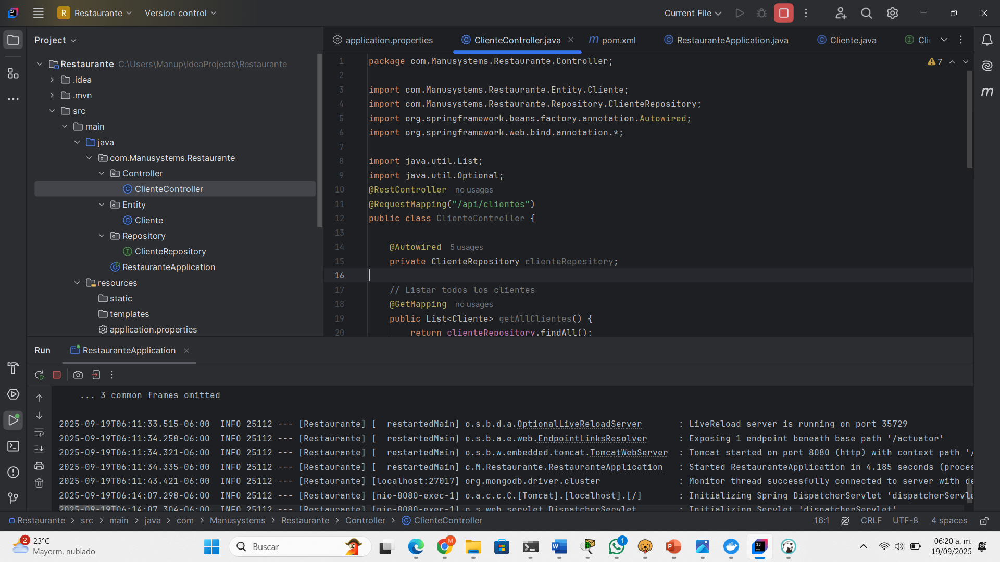 R Restaurante Version control Current File
Project
application.properties ClienteController.java m pom.xml RestauranteApplication.java Cliente.java Cli
Restaurante C:\Users\Manup\IdeaProjects\Restaurante
.idea
.mvn
src
main
java
com.Manusystems.Restaurante
Controller
ClienteController
Entity
Cliente
Repository
ClienteRepository
RestauranteApplication
resources
static
templates
application.properties
7
1 package com.Manusystems.Restaurante.Controller;
2
3 import com.Manusystems.Restaurante.Entity.Cliente;
4 import com.Manusystems.Restaurante.Repository.ClienteRepository;
5 import org.springframework.beans.factory.annotation.Autowired;
6 import org.springframework.web.bind.annotation.*;
7
8 import java.util.List;
9 import java.util.Optional;
10 @RestController no usages
11 @RequestMapping("/api/clientes")
12 public class ClienteController {
13
14 @Autowired 5 usages
15 private ClienteRepository clienteRepository;
16
17 // Listar todos los clientes
18 @GetMapping no usages
19 public List<Cliente> getAllClientes() {
20 return clienteRepository.findAll();
Run RestauranteApplication
... 3 common frames omitted
2025-09-19T06:11:33.515-06:00 INFO 25112 --- [Restaurante] [ restartedMain] o.s.b.d.a.OptionalLiveReloadServer : LiveReload server is running on port 35729
2025-09-19T06:11:34.258-06:00 INFO 25112 --- [Restaurante] [ restartedMain] o.s.b.a.e.web.EndpointLinksResolver : Exposing 1 endpoint beneath base path '/actuator'
2025-09-19T06:11:34.321-06:00 INFO 25112 --- [Restaurante] [ restartedMain] o.s.b.w.embedded.tomcat.TomcatWebServer : Tomcat started on port 8080 (http) with context path '/
2025-09-19T06:11:34.335-06:00 INFO 25112 --- [Restaurante] [ restartedMain] c.M.Restaurante.RestauranteApplication : Started RestauranteApplication in 4.185 seconds (proces
2025-09-19T06:11:43.421-06:00 INFO 25112 --- [Restaurante] [localhost:27017] org.mongodb.driver.cluster : Monitor thread successfully connected to server with de
2025-09-19T06:14:07.298-06:00 INFO 25112 --- [Restaurante] [nio-8080-exec-1] o.a.c.c.C.[Tomcat].[localhost].[/] : Initializing Spring DispatcherServlet 'dispatcherServle
2025-09-19T06:14:07.304-06:00 INFO 25112 --- [Restaurante] [nio-8080-exec-1] o.s.web.servlet.DispatcherServlet : Initializing Servlet 'dispatcherServlet'
Restaurante > src > main > java > com > Manusystems > Restaurante > Controller > ClienteController 16:1 CRLF UTF-8 4 spaces
2 23°C
Mayorm. nublado
Buscar
M
1
06:20 a. m.
19/09/2025